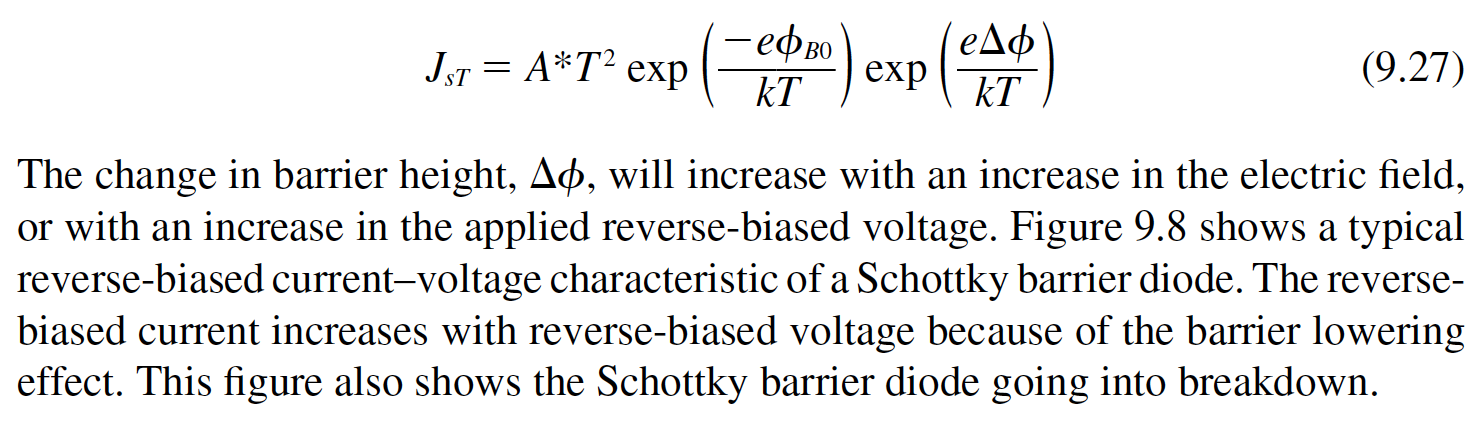 J_{sT} = A*T² exp (−eϕ_{B0} / kT) exp (eΔϕ / kT) (9.27)
The change in barrier height, Δϕ, will increase with an increase in the electric field,
or with an increase in the applied reverse-biased voltage. Figure 9.8 shows a typical
reverse-biased current–voltage characteristic of a Schottky barrier diode. The reverse-
biased current increases with reverse-biased voltage because of the barrier lowering
effect. This figure also shows the Schottky barrier diode going into breakdown.